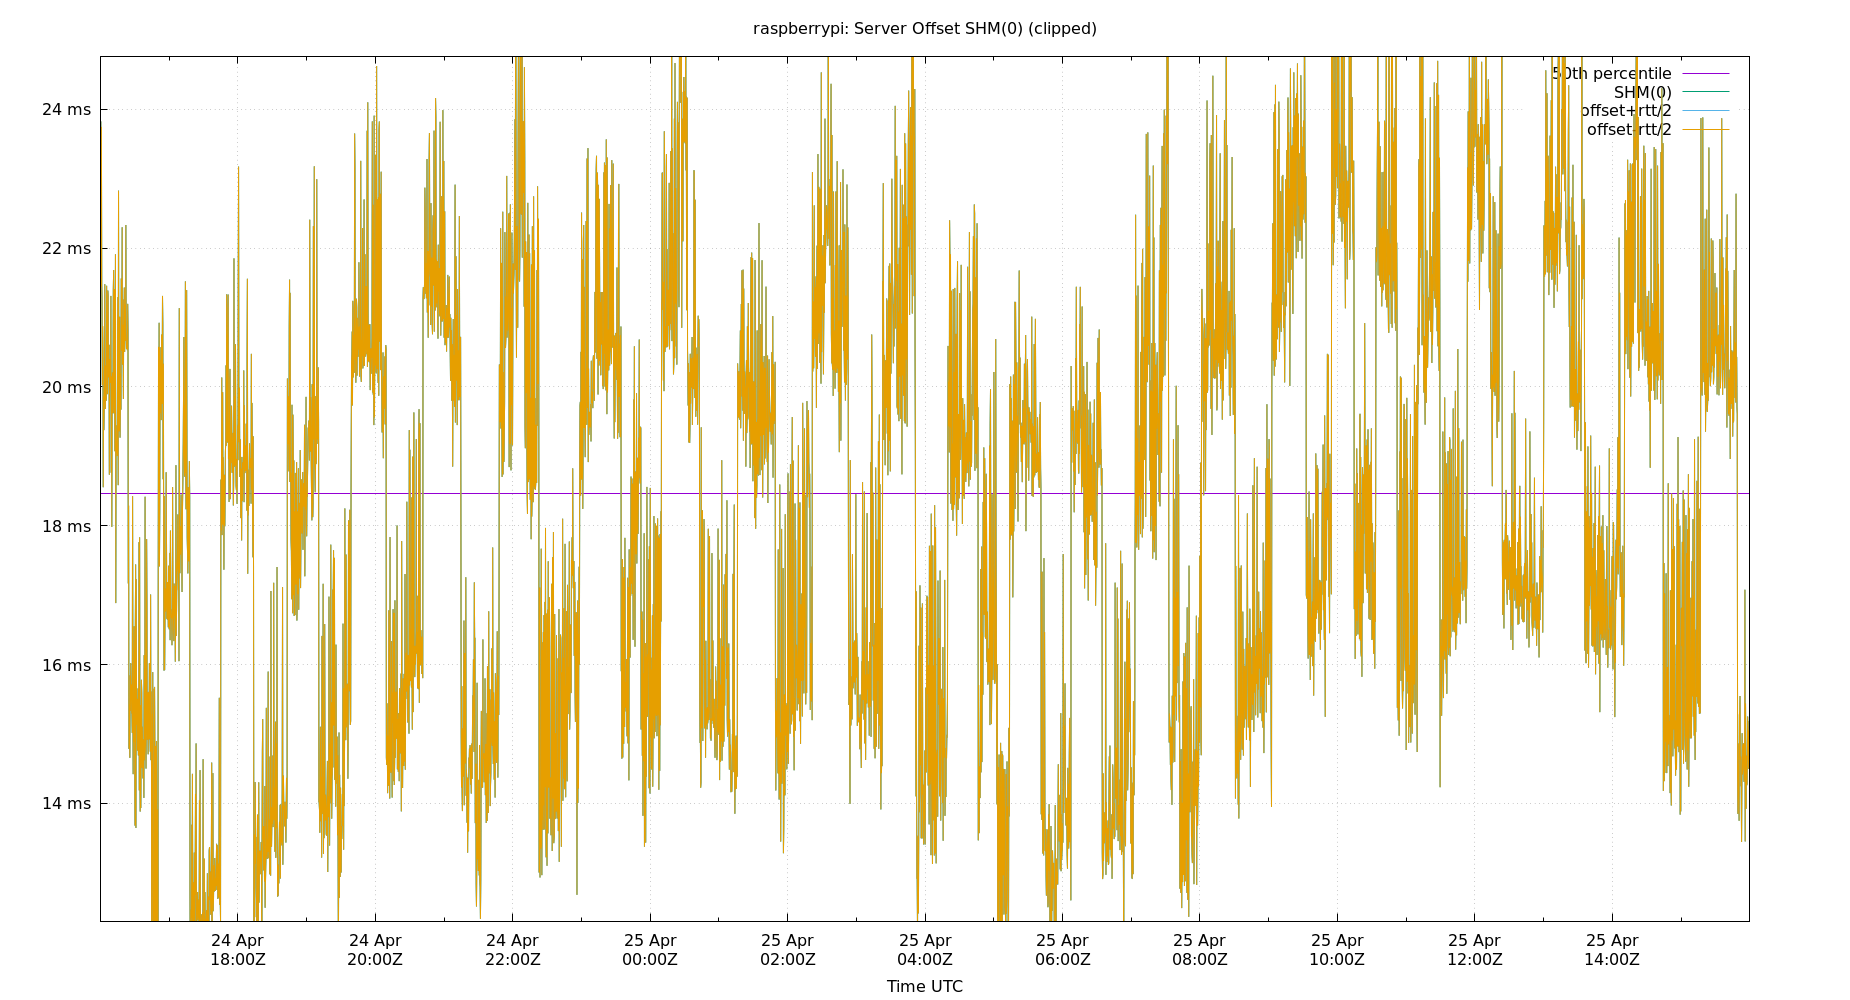 raspberrypi: Server Offset SHM(0) (clipped)
24 ms
22 ms
20 ms
18 ms
16 ms
14 ms
50th percentile
SHM(0)
offset+rtt/2
offset-rtt/2
24 Apr 24 Apr 24 Apr 25 Apr 25 Apr 25 Apr 25 Apr 25 Apr 25 Apr 25 Apr 25 Apr
18:00Z 20:00Z 22:00Z 00:00Z 02:00Z 04:00Z 06:00Z 08:00Z 10:00Z 12:00Z 14:00Z
Time UTC